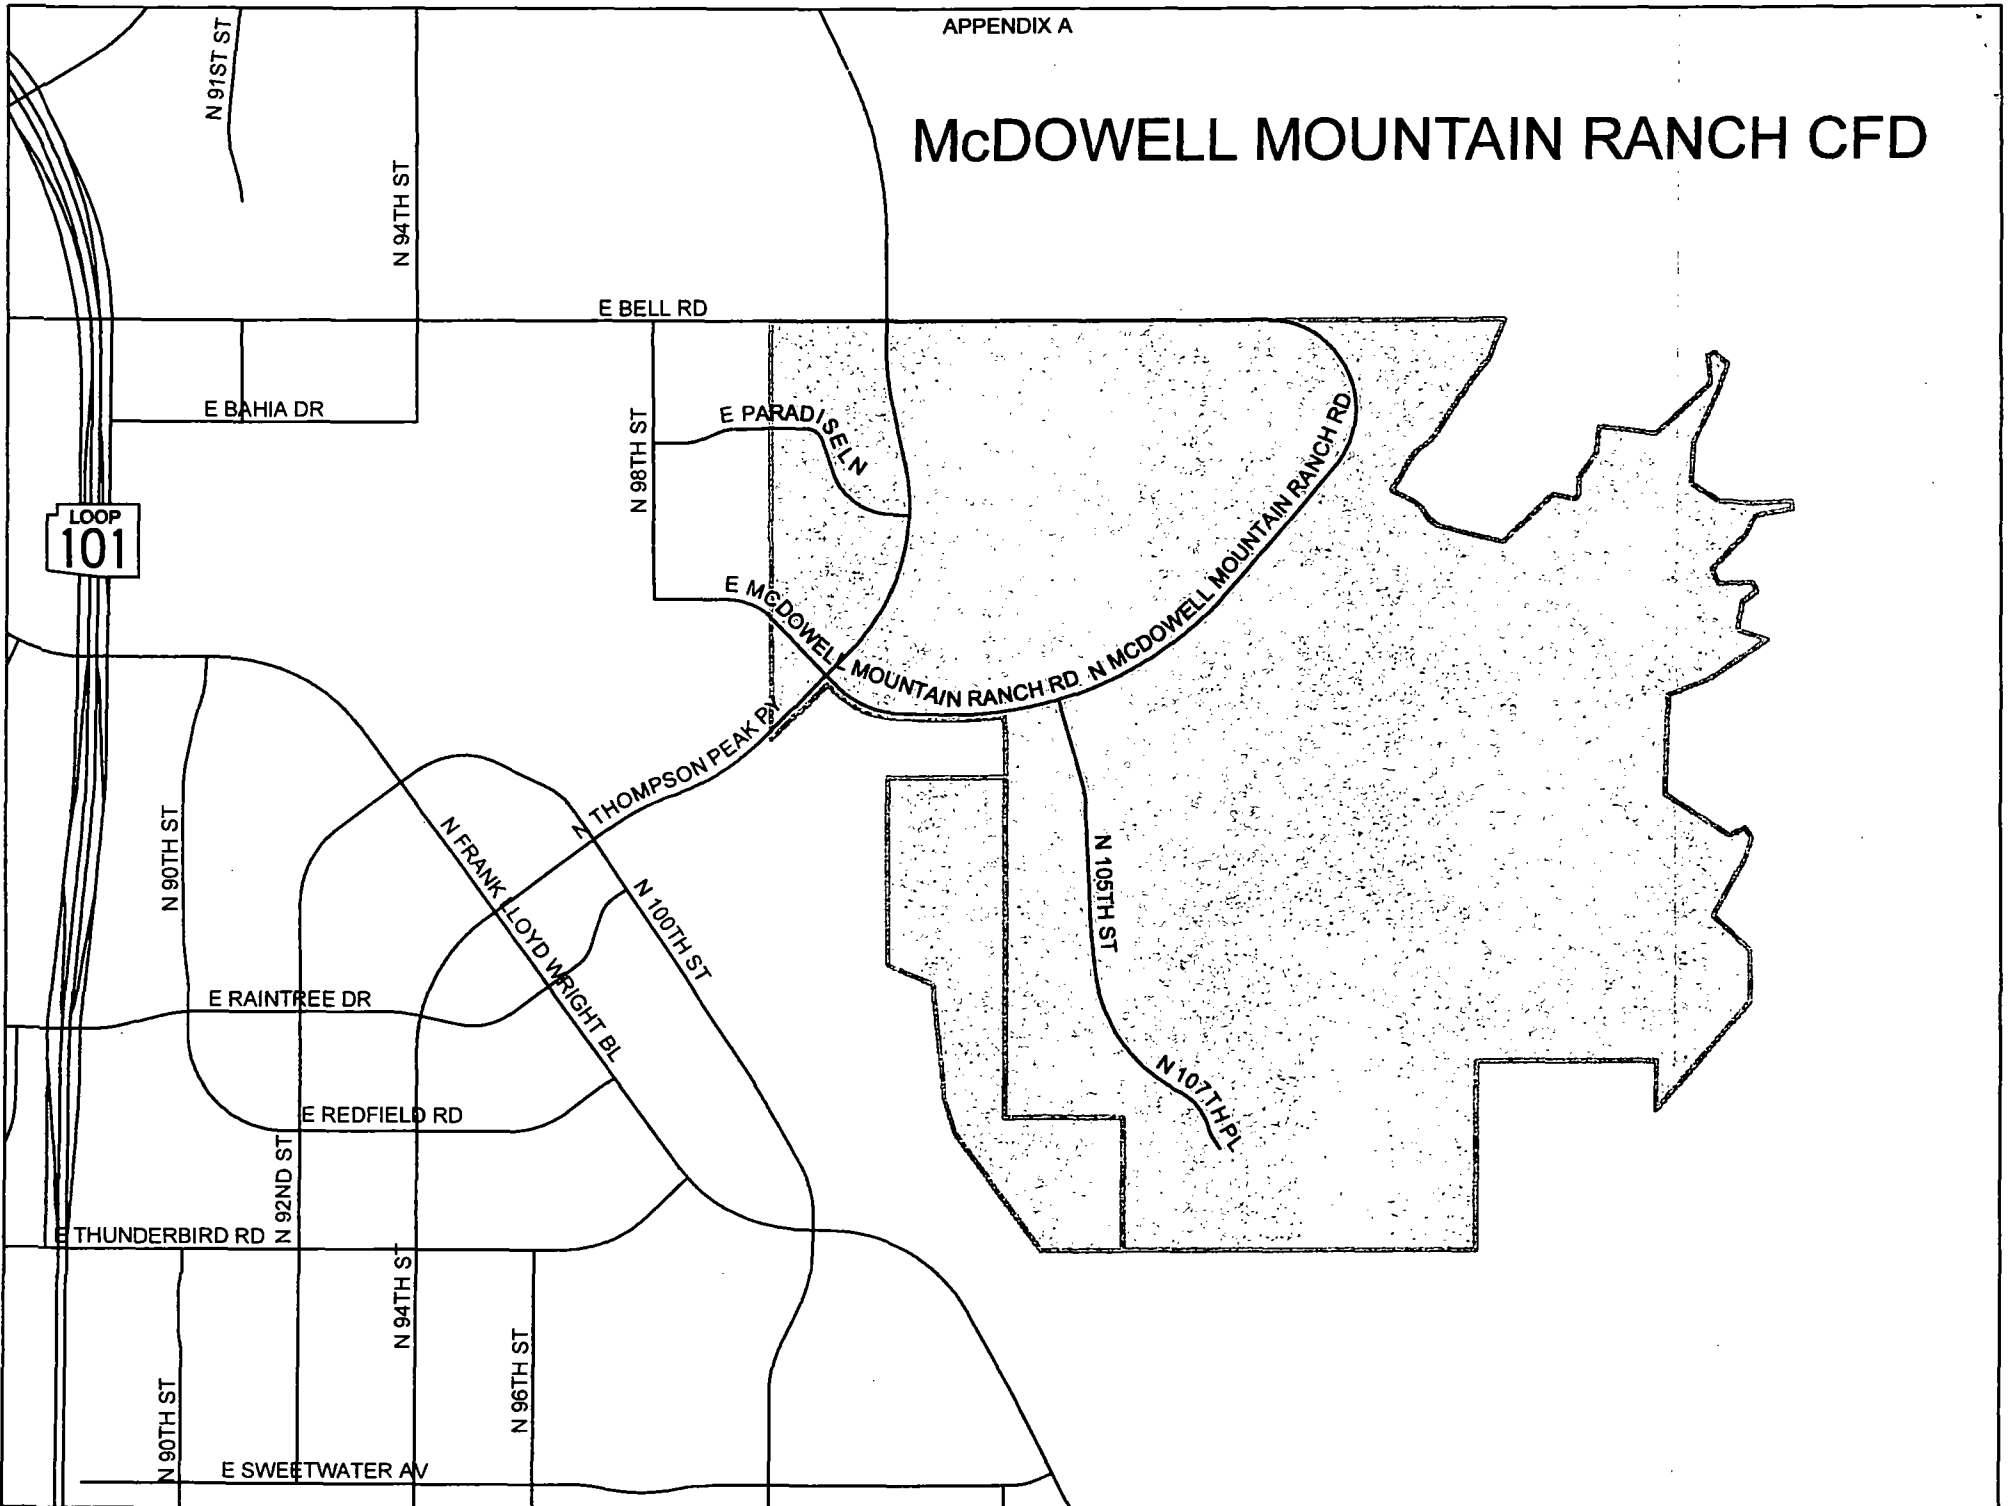 APPENDIX A
McDOWELL MOUNTAIN RANCH CFD
N 91ST ST
N 94TH ST
E BELL RD
E BAHIA DR
N 98TH ST
E PARADISE LN
LOOP
101
E MCDOWELL MOUNTAIN RANCH RD
N MCDOWELL MOUNTAIN RANCH RD
N THOMPSON PEAK PY
N 90TH ST
N FRANK LLOYD WRIGHT BL
N 100TH ST
N 105TH ST
E RAINTREE DR
N 107TH PL
E REDFIELD RD
N 92ND ST
E THUNDERBIRD RD
N 94TH ST
N 96TH ST
N 90TH ST
E SWEETWATER AV